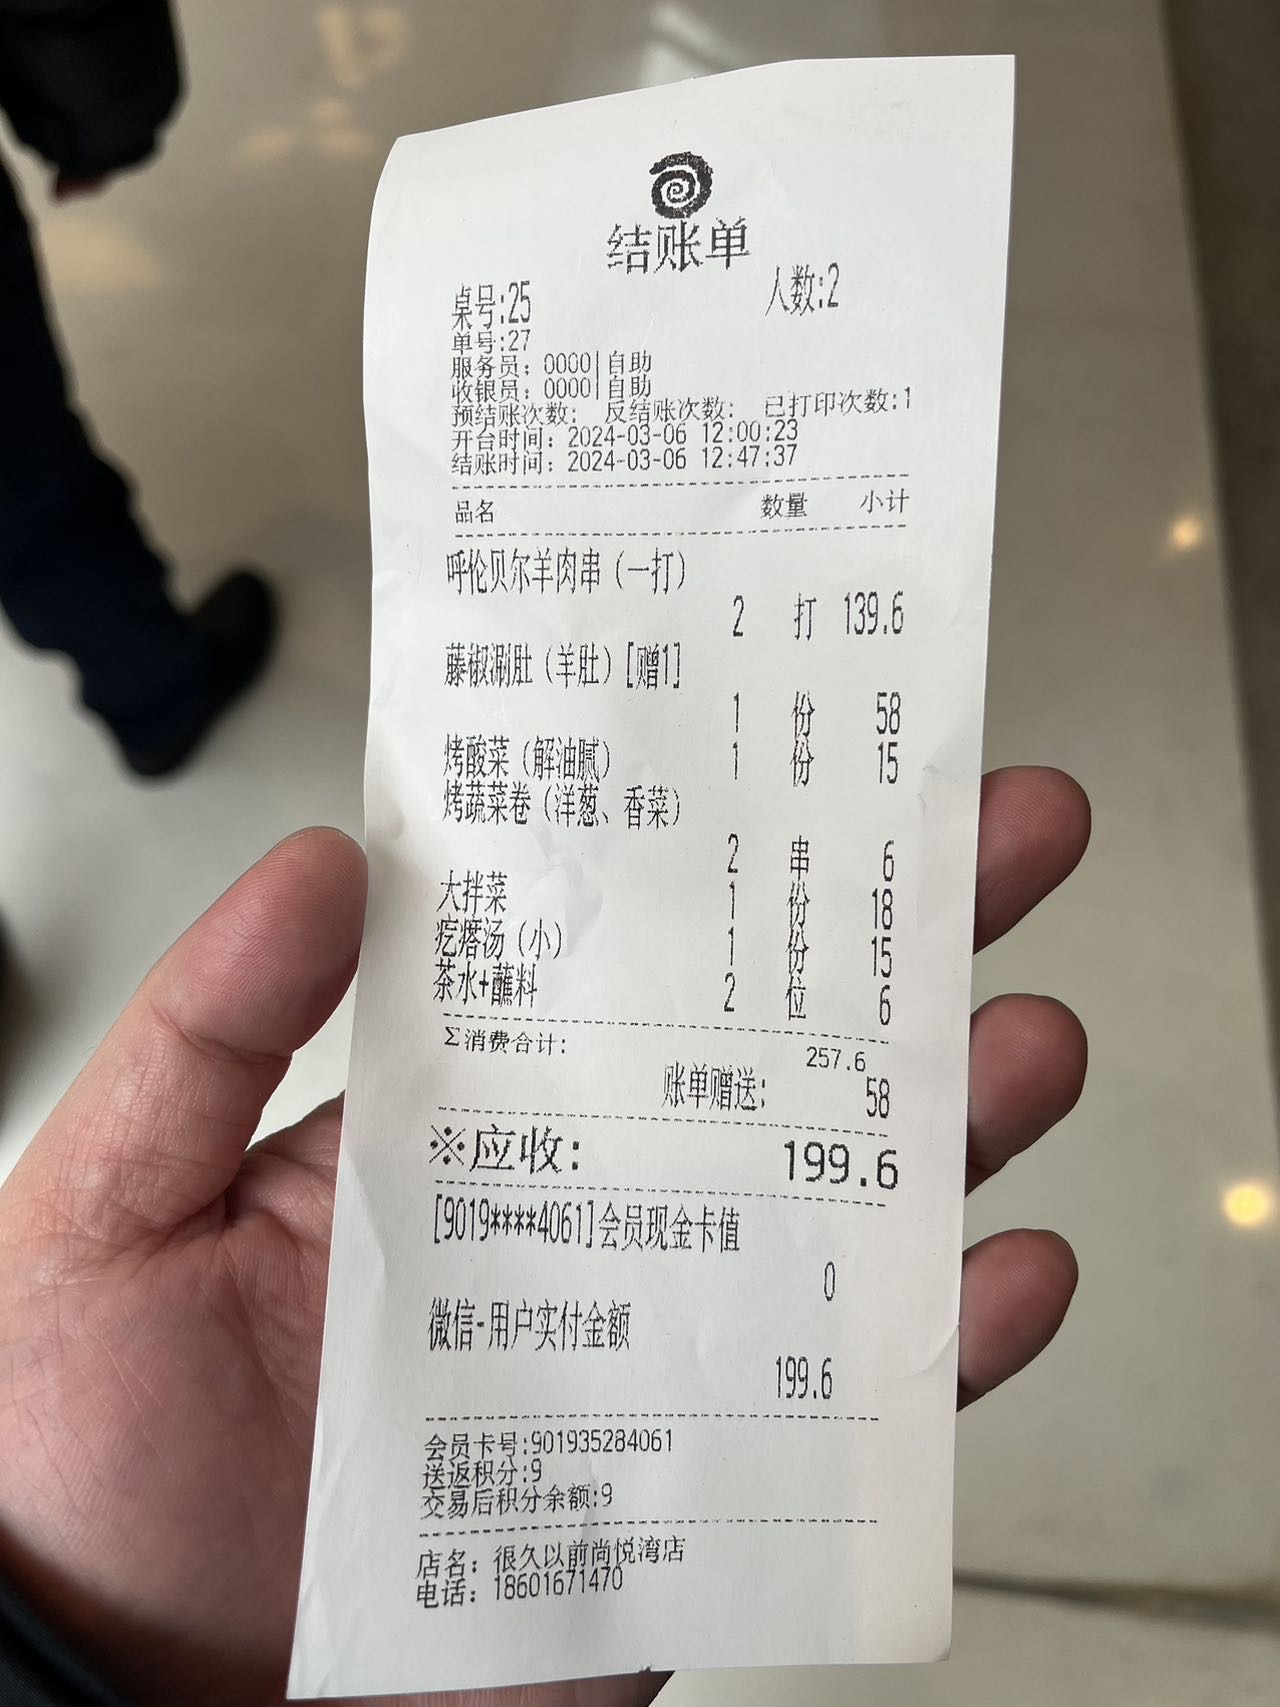 结账单
桌号:25 人数:2
单号:27
服务员: 0000|自助
收银员: 0000|自助
预结账次数: 反结账次数: 已打印次数:1
开台时间: 2024-03-06 12:00:23
结账时间: 2024-03-06 12:47:37
品名 数量 小计
呼伦贝尔羊肉串(一打)
2 打 139.6
藤椒涮肚(羊肚)[赠1]
1 份 58
烤酸菜(解油腻) 1 份 15
烤蔬菜卷(洋葱、香菜)
2 串 6
大拌菜 1 份 18
疙瘩汤(小) 1 份 15
茶水+蘸料 2 位 6
Σ消费合计: 257.6
账单赠送: 58
※应收: 199.6
[9019****4061]会员现金卡值
0
微信-用户实付金额
199.6
会员卡号:901935284061
送返积分:9
交易后积分余额:9
店名: 很久以前尚悦湾店
电话: 18601671470